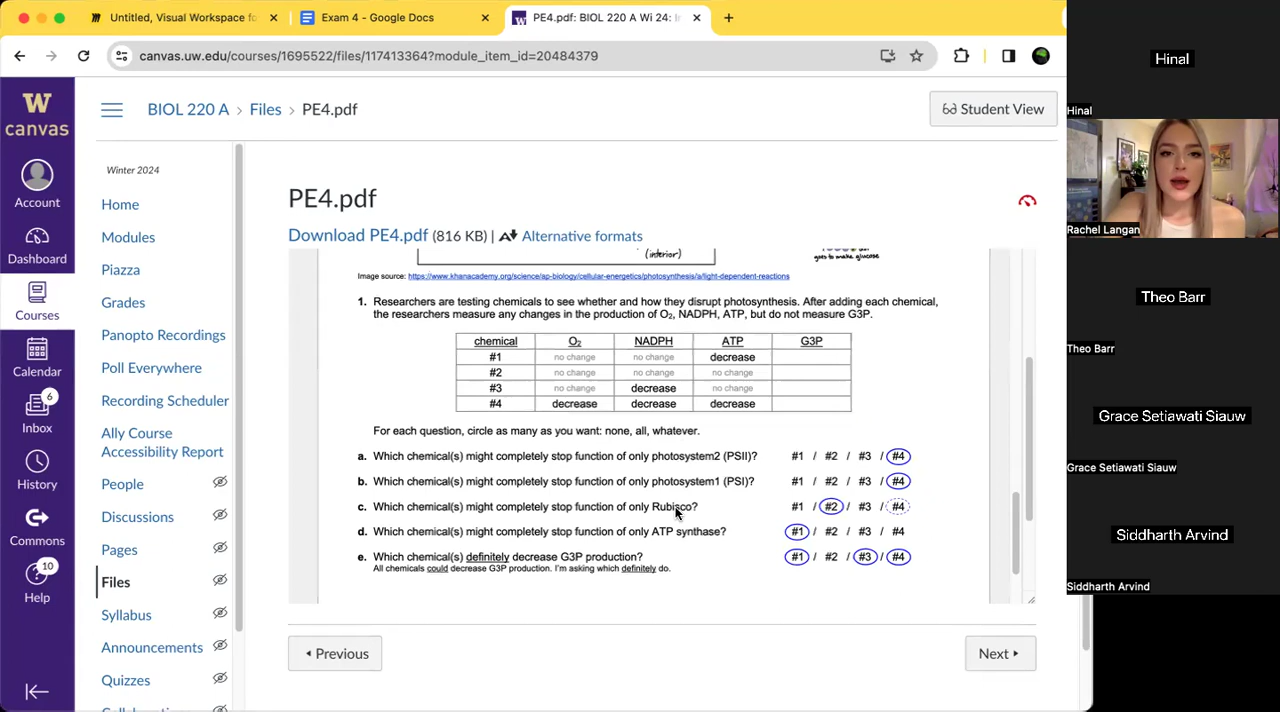 Untitled, Visual Workspace fo
Exam 4 - Google Docs
PE4.pdf: BIOL 220 A Wi 24: I
canvas.uw.edu/courses/1695522/files/117413364?module_item_id=20484379
W
canvas
Account
Dashboard
Courses
Calendar
6
Inbox
History
Commons
10
Help
BIOL 220 A › Files › PE4.pdf
Student View
Winter 2024
Home
Modules
Piazza
Grades
Panopto Recordings
Poll Everywhere
Recording Scheduler
Ally Course
Accessibility Report
People
Discussions
Pages
Files
Syllabus
Announcements
Quizzes
PE4.pdf
Download PE4.pdf (816 KB) | Alternative formats
(interior)
goes to make glucose
Image source: https://www.khanacademy.org/science/ap-biology/cellular-energetics/photosynthesis/a/light-dependent-reactions
1. Researchers are testing chemicals to see whether and how they disrupt photosynthesis. After adding each chemical,
the researchers measure any changes in the production of O₂, NADPH, ATP, but do not measure G3P.
chemical O₂ NADPH ATP G3P
#1 no change no change decrease
#2 no change no change no change
#3 no change decrease no change
#4 decrease decrease decrease
For each question, circle as many as you want: none, all, whatever.
a. Which chemical(s) might completely stop function of only photosystem2 (PSII)? #1 / #2 / #3 / #4
b. Which chemical(s) might completely stop function of only photosystem1 (PSI)? #1 / #2 / #3 / #4
c. Which chemical(s) might completely stop function of only Rubisco? #1 / #2 / #3 / #4
d. Which chemical(s) might completely stop function of only ATP synthase? #1 / #2 / #3 / #4
e. Which chemical(s) definitely decrease G3P production? #1 / #2 / #3 / #4
All chemicals could decrease G3P production. I'm asking which definitely do.
Previous
Next
Hinal
Hinal
Rachel Langan
Theo Barr
Theo Barr
Grace Setiawati Siauw
Grace Setiawati Siauw
Siddharth Arvind
Siddharth Arvind